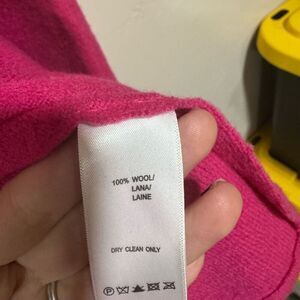 100% WOOL/
LANA/
LAINE
DRY CLEAN ONLY
P